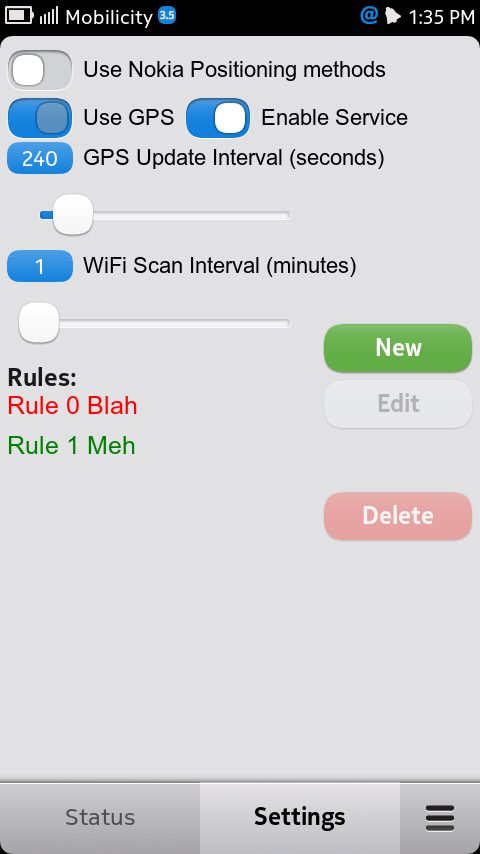 Mobilicity 3.5 @ 1:35 PM
Use Nokia Positioning methods
Use GPS Enable Service
240 GPS Update Interval (seconds)
1 WiFi Scan Interval (minutes)
New
Rules:
Rule 0 Blah
Edit
Rule 1 Meh
Delete
Status Settings